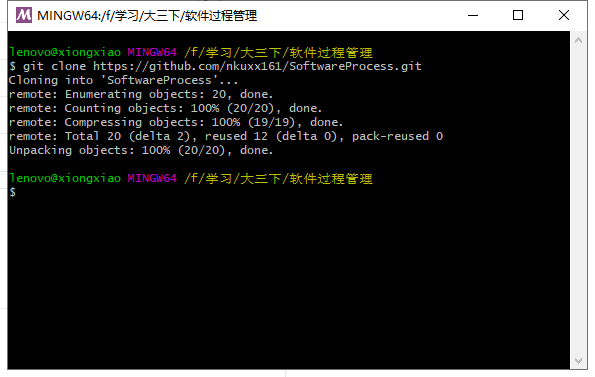 MINGW64:/f/学习/大三下/软件过程管理
lenovo@xiongxiao MINGW64 /f/学习/大三下/软件过程管理
$ git clone https://github.com/nkuxx161/SoftwareProcess.git
Cloning into 'SoftwareProcess'...
remote: Enumerating objects: 20, done.
remote: Counting objects: 100% (20/20), done.
remote: Compressing objects: 100% (19/19), done.
remote: Total 20 (delta 2), reused 12 (delta 0), pack-reused 0
Unpacking objects: 100% (20/20), done.
lenovo@xiongxiao MINGW64 /f/学习/大三下/软件过程管理
$